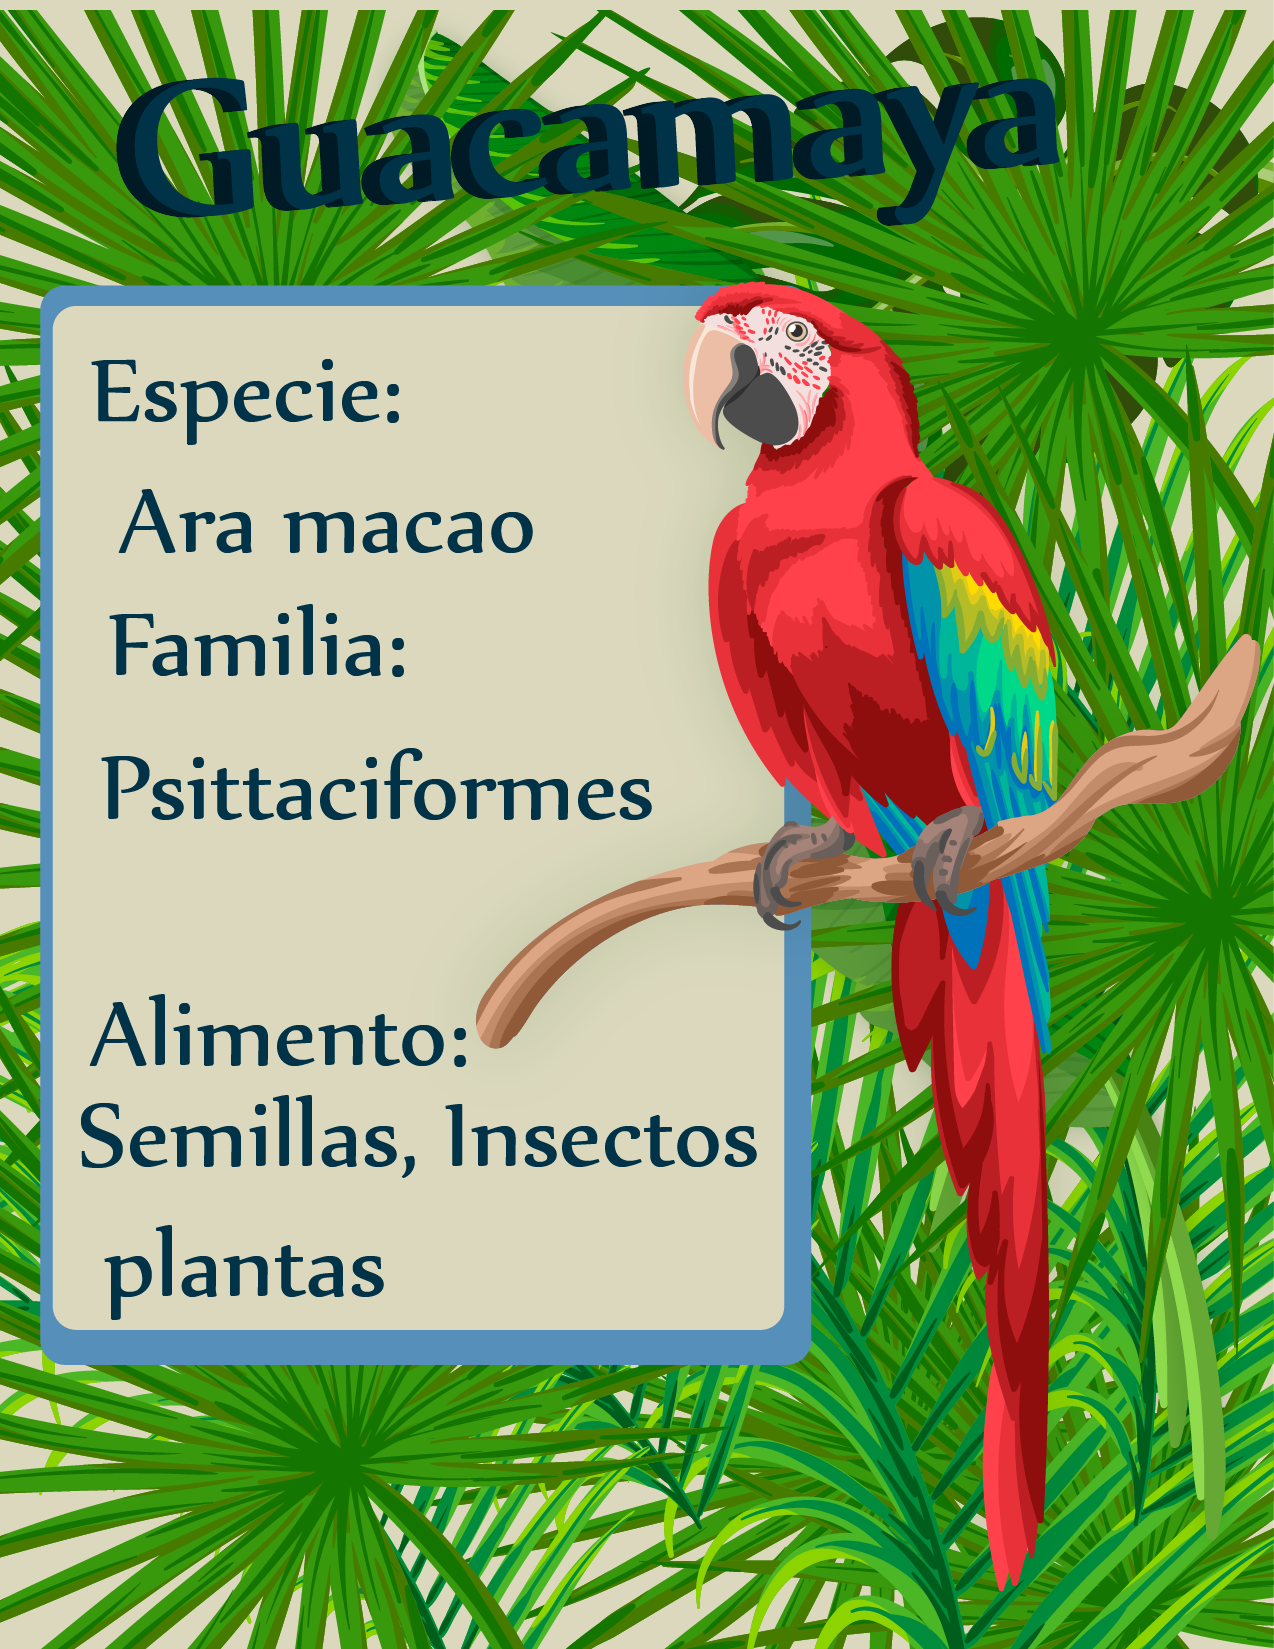 Guacamaya
Especie:
Ara macao
Familia:
Psittaciformes
Alimento:
Semillas, Insectos
plantas